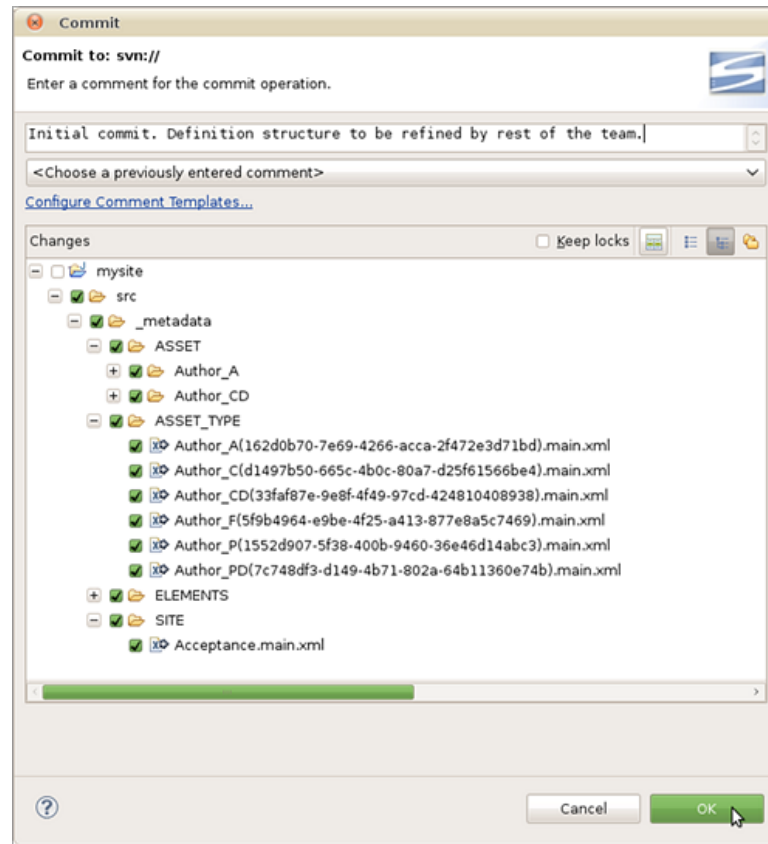 Commit
Commit to: svn://
Enter a comment for the commit operation.
Initial commit. Definition structure to be refined by rest of the team.
<Choose a previously entered comment>
Configure Comment Templates...
Changes Keep locks
mysite
src
_metadata
ASSET
Author_A
Author_CD
ASSET_TYPE
Author_A(162d0b70-7e69-4266-acca-2f472e3d71bd).main.xml
Author_C(d1497b50-665c-4b0c-80a7-d25f61566be4).main.xml
Author_CD(33faf87e-9e8f-4f49-97cd-424810408938).main.xml
Author_F(5f9b4964-e9be-4f25-a413-877e8a5c7469).main.xml
Author_P(1552d907-5f38-400b-9460-36e46d14abc3).main.xml
Author_PD(7c748df3-d149-4b71-802a-64b11360e74b).main.xml
ELEMENTS
SITE
Acceptance.main.xml
Cancel OK